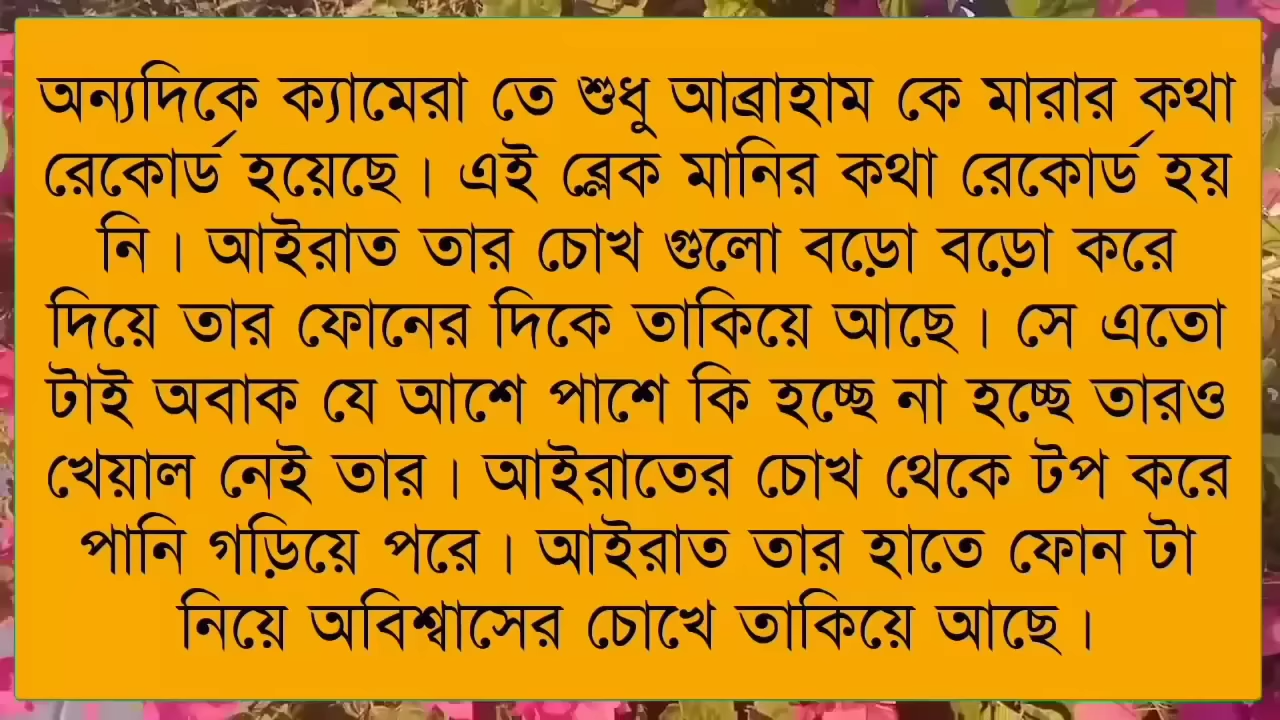 অন্যদিকে ক্যামেরা তে শুধু আব্রাহাম কে মারার কথা
রেকোর্ড হয়েছে। এই ব্লেক মানির কথা রেকোর্ড হয়
নি। আইরাত তার চোখ গুলো বড়ো বড়ো করে
দিয়ে তার ফোনের দিকে তাকিয়ে আছে। সে এতো
টাই অবাক যে আশে পাশে কি হচ্ছে না হচ্ছে তারও
খেয়াল নেই তার। আইরাতের চোখ থেকে টপ করে
পানি গড়িয়ে পরে। আইরাত তার হাতে ফোন টা
নিয়ে অবিশ্বাসের চোখে তাকিয়ে আছে।